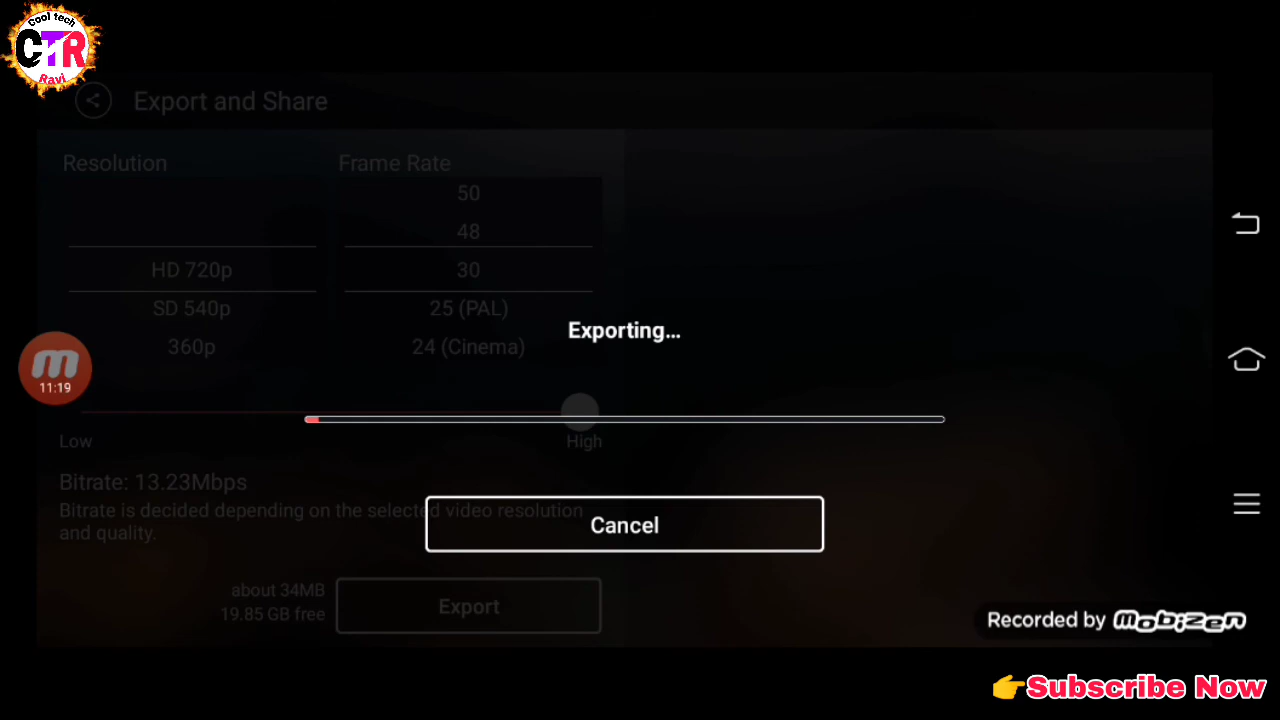 Cool tech
CTR
Ravi
Export and Share
Resolution
Frame Rate
50
48
HD 720p
30
SD 540p
25 (PAL)
360p
24 (Cinema)
Exporting...
m
11:19
Low
High
Bitrate: 13.23Mbps
Bitrate is decided depending on the selected video resolution
and quality.
Cancel
about 34MB
19.85 GB free
Export
Recorded by mobizen
👉Subscribe Now